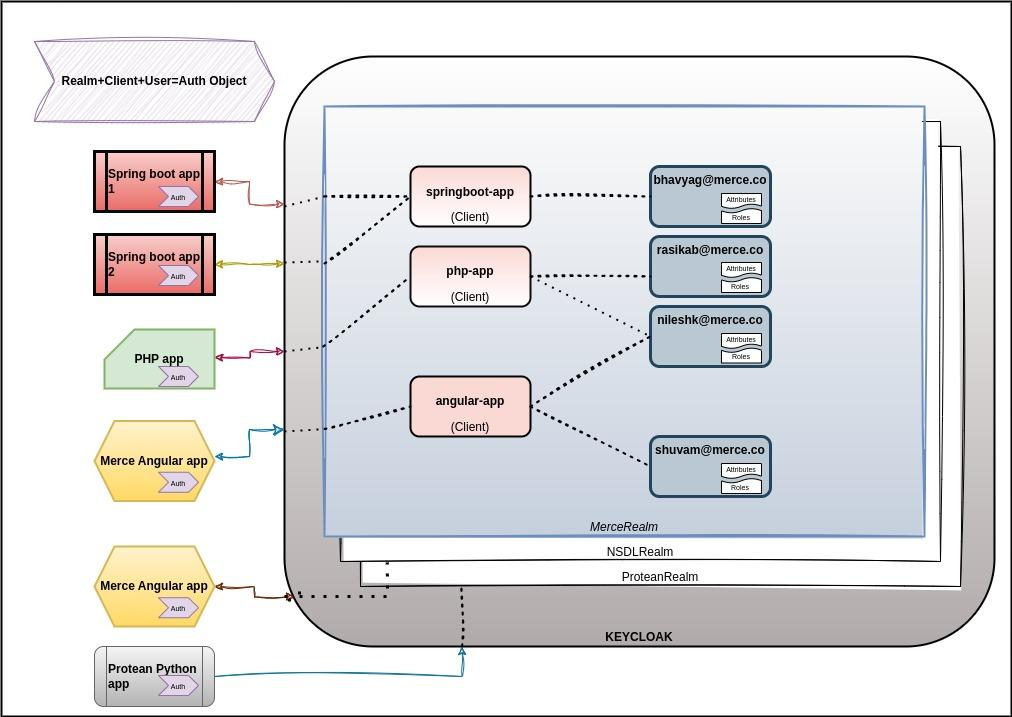 Realm+Client+User=Auth Object
Spring boot app
1
Auth
Spring boot app
2
Auth
PHP app
Auth
Merce Angular app
Auth
Merce Angular app
Auth
Protean Python
app
Auth
springboot-app
(Client)
php-app
(Client)
angular-app
(Client)
bhavyag@merce.co
Attributes
Roles
rasikab@merce.co
Attributes
Roles
nileshk@merce.co
Attributes
Roles
shuvam@merce.co
Attributes
Roles
MerceRealm
NSDLRealm
ProteanRealm
KEYCLOAK